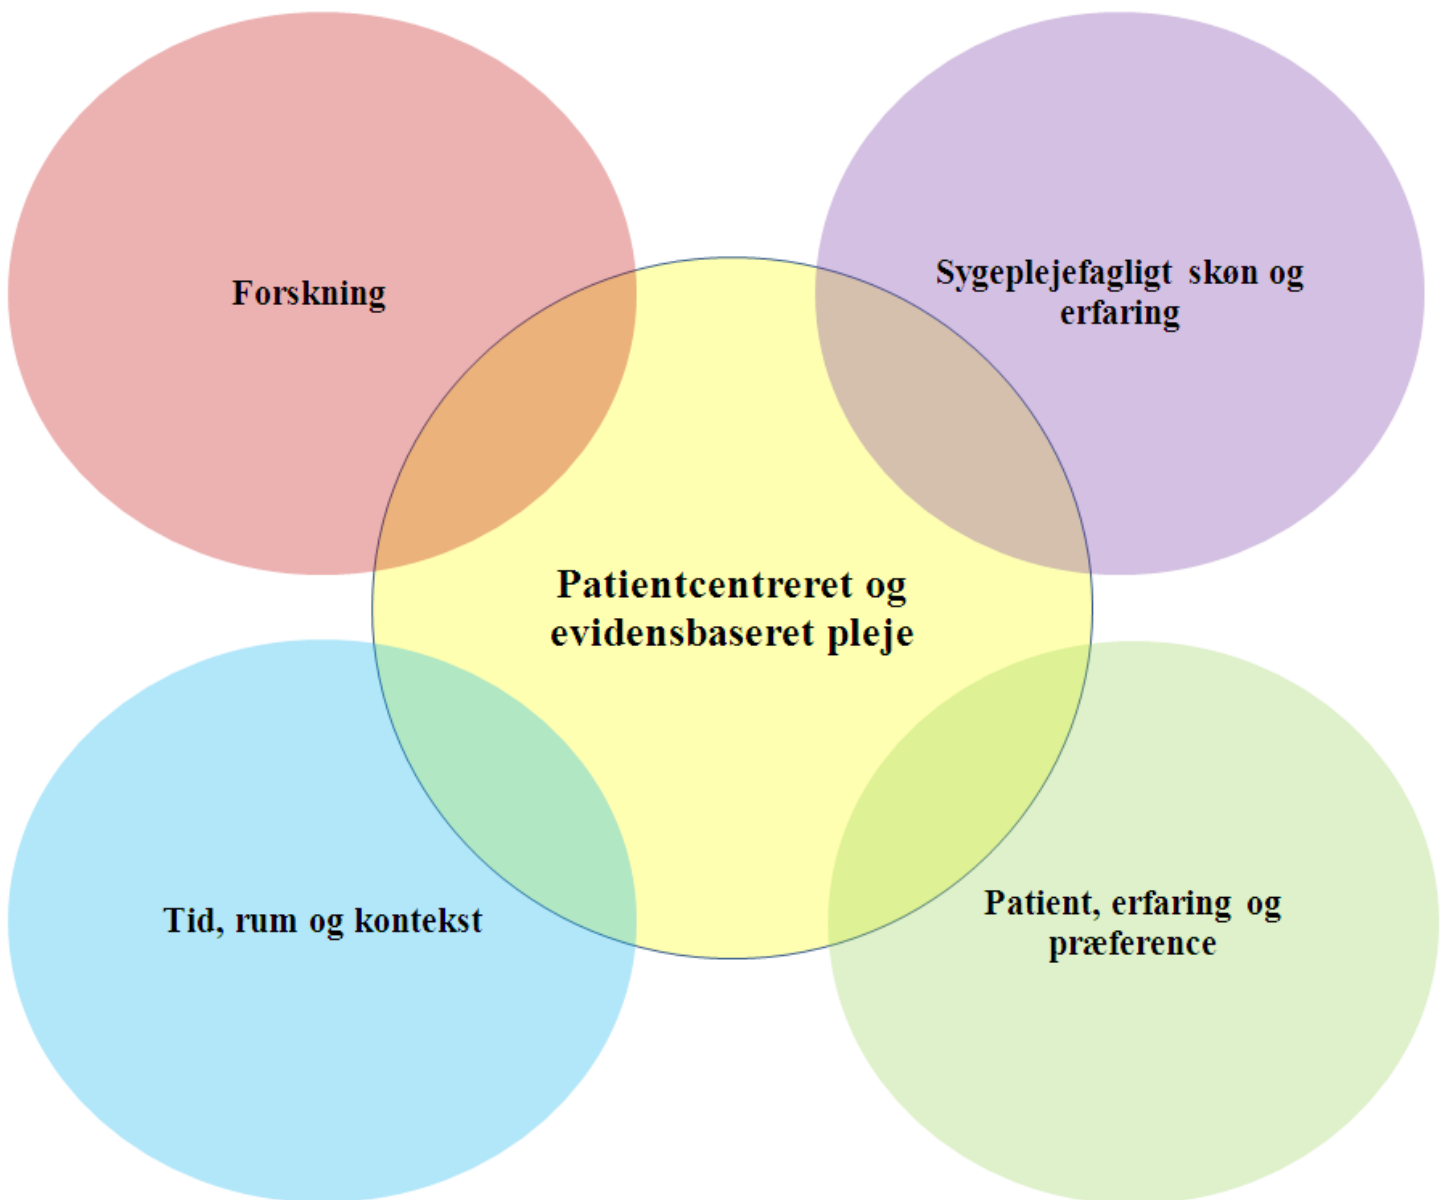 Forskning
Sygeplejefagligt skøn og
erfaring
Patientcentreret og
evidensbaseret pleje
Tid, rum og kontekst
Patient, erfaring og
præference